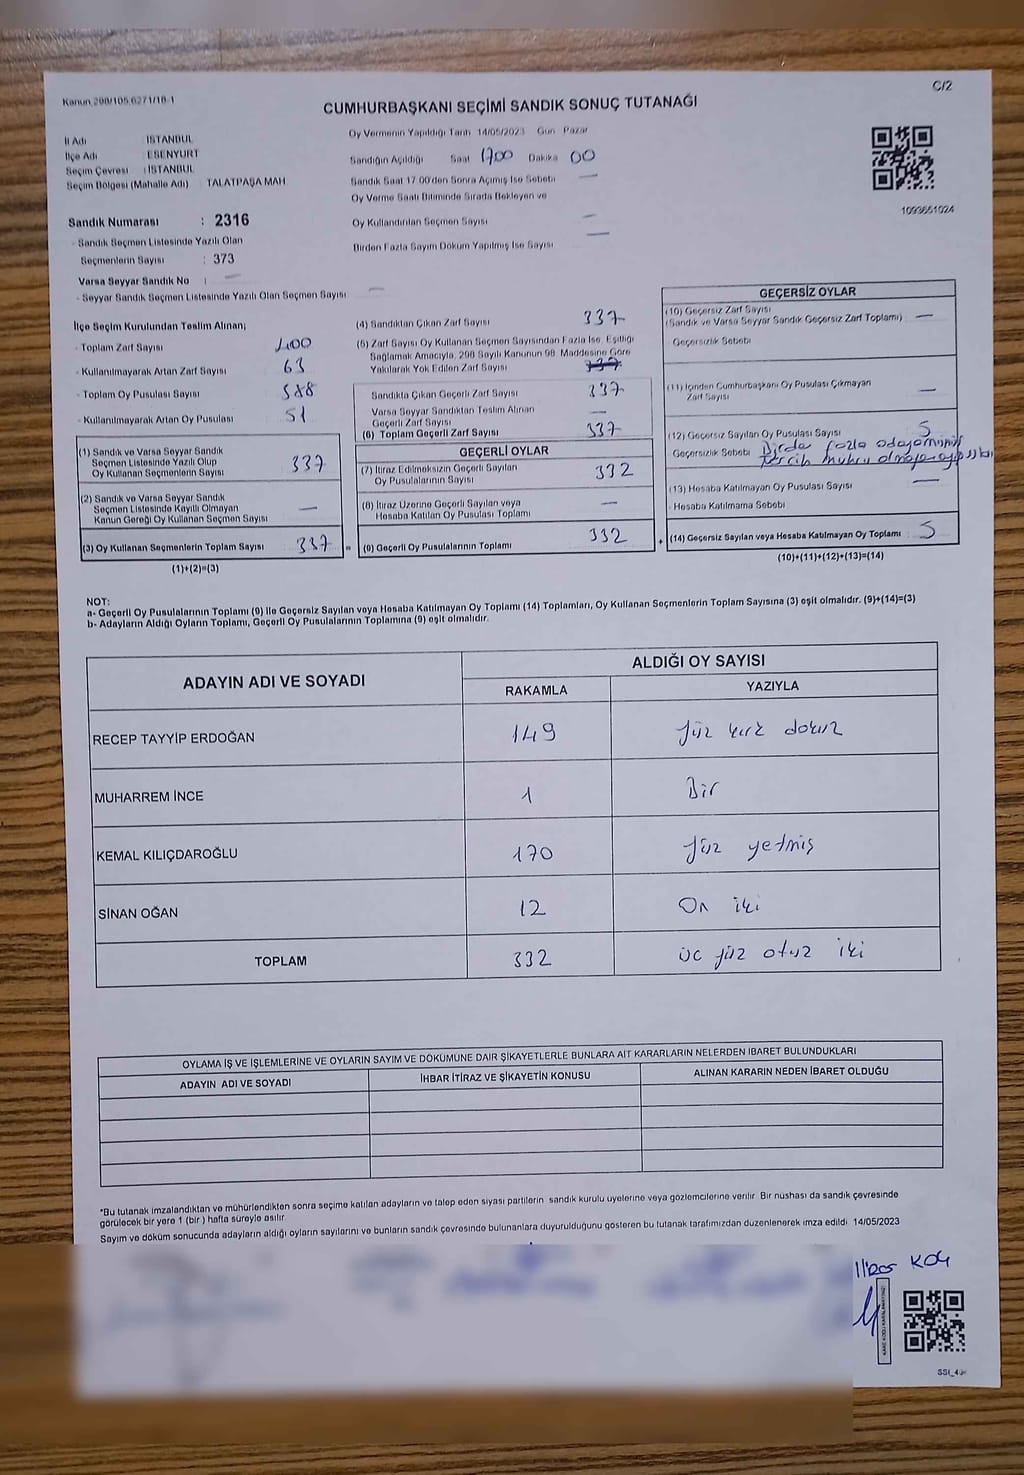 Kanun 298/105,6271/18-1
C/2
CUMHURBAŞKANI SEÇİMİ SANDIK SONUÇ TUTANAĞI
İl Adı : İSTANBUL
İlçe Adı : ESENYURT
Seçim Çevresi : İSTANBUL
Seçim Bölgesi (Mahalle Adı) TALATPAŞA MAH
Oy Vermenin Yapıldığı Tarih 14/05/2023 Gün Pazar
Sandığın Açıldığı Saat 1700 Dakika 00
Sandık Saat 17:00'den Sonra Açılmış İse Sebebi —
Oy Verme Saati Bitiminde Sırada Bekleyen ve
Oy Kullandırılan Seçmen Sayısı —
Birden Fazla Sayım Döküm Yapılmış İse Sayısı —
1093651024
Sandık Numarası : 2316
- Sandık Seçmen Listesinde Yazılı Olan
Seçmenlerin Sayısı : 373
Varsa Seyyar Sandık No : —
- Seyyar Sandık Seçmen Listesinde Yazılı Olan Seçmen Sayısı —
İlçe Seçim Kurulundan Teslim Alınan;
- Toplam Zarf Sayısı 400
- Kullanılmayarak Artan Zarf Sayısı 63
- Toplam Oy Pusulası Sayısı 388
- Kullanılmayarak Artan Oy Pusulası 51
(1) Sandık ve Varsa Seyyar Sandık
Seçmen Listesinde Yazılı Olup
Oy Kullanan Seçmenlerin Sayısı 337
(2) Sandık ve Varsa Seyyar Sandık
Seçmen Listesinde Kayıtlı Olmayan
Kanun Gereği Oy Kullanan Seçmen Sayısı —
(3) Oy Kullanan Seçmenlerin Toplam Sayısı 337
(1)+(2)=(3)
(4) Sandıktan Çıkan Zarf Sayısı 337
(5) Zarf Sayısı Oy Kullanan Seçmen Sayısından Fazla İse, Eşitliği
Sağlamak Amacıyla, 298 Sayılı Kanunun 98. Maddesine Göre
Yakılarak Yok Edilen Zarf Sayısı 337
Sandıkta Çıkan Geçerli Zarf Sayısı 337
Varsa Seyyar Sandıktan Teslim Alınan
Geçerli Zarf Sayısı —
(6) Toplam Geçerli Zarf Sayısı 337
GEÇERLİ OYLAR
(7) İtiraz Edilmeksizin Geçerli Sayılan
Oy Pusulalarının Sayısı 332
(8) İtiraz Üzerine Geçerli Sayılan veya
Hesaba Katılan Oy Pusulası Toplamı —
= (9) Geçerli Oy Pusulalarının Toplamı 332
GEÇERSİZ OYLAR
(10) Geçersiz Zarf Sayısı
(Sandık ve Varsa Seyyar Sandık Geçersiz Zarf Toplamı) —
Geçersizlik Sebebi
(11) İçinden Cumhurbaşkanı Oy Pusulası Çıkmayan
Zarf Sayısı —
(12) Geçersiz Sayılan Oy Pusulası Sayısı 5
Geçersizlik Sebebi Birda fazla
tercih mührü
(13) Hesaba Katılmayan Oy Pusulası Sayısı —
- Hesaba Katılmama Sebebi
+ (14) Geçersiz Sayılan veya Hesaba Katılmayan Oy Toplamı 5
(10)+(11)+(12)+(13)=(14)
NOT:
a- Geçerli Oy Pusulalarının Toplamı (9) ile Geçersiz Sayılan veya Hesaba Katılmayan Oy Toplamı (14) Toplamları, Oy Kullanan Seçmenlerin Toplam Sayısına (3) eşit olmalıdır. (9)+(14)=(3)
b- Adayların Aldığı Oyların Toplamı, Geçerli Oy Pusulalarının Toplamına (9) eşit olmalıdır.
ADAYIN ADI VE SOYADI
ALDIĞI OY SAYISI
RAKAMLA YAZIYLA
RECEP TAYYİP ERDOĞAN 149 Yüz kırk dokuz
MUHARREM İNCE 1 Bir
KEMAL KILIÇDAROĞLU 170 Yüz yetmiş
SİNAN OĞAN 12 On iki
TOPLAM 332 üc yüz otuz iki
OYLAMA İŞ VE İŞLEMLERİNE VE OYLARIN SAYIM VE DÖKÜMÜNE DAİR ŞİKAYETLERLE BUNLARA AİT KARARLARIN NELERDEN İBARET BULUNDUKLARI
ADAYIN ADI VE SOYADI İHBAR İTİRAZ VE ŞİKAYETİN KONUSU ALINAN KARARIN NEDEN İBARET OLDUĞU
*Bu tutanak imzalandıktan ve mühürlendikten sonra seçime katılan adayların ve talep eden siyasi partilerin sandık kurulu üyelerine veya gözlemcilerine verilir. Bir nüshası da sandık çevresinde
görülecek bir yere 1 (bir ) hafta süreyle asılır.
Sayım ve döküm sonucunda adayların aldığı oyların sayılarını ve bunların sandık çevresinde bulunanlara duyurulduğunu gösteren bu tutanak tarafımızdan düzenlenerek imza edildi. 14/05/2023
KOÇ